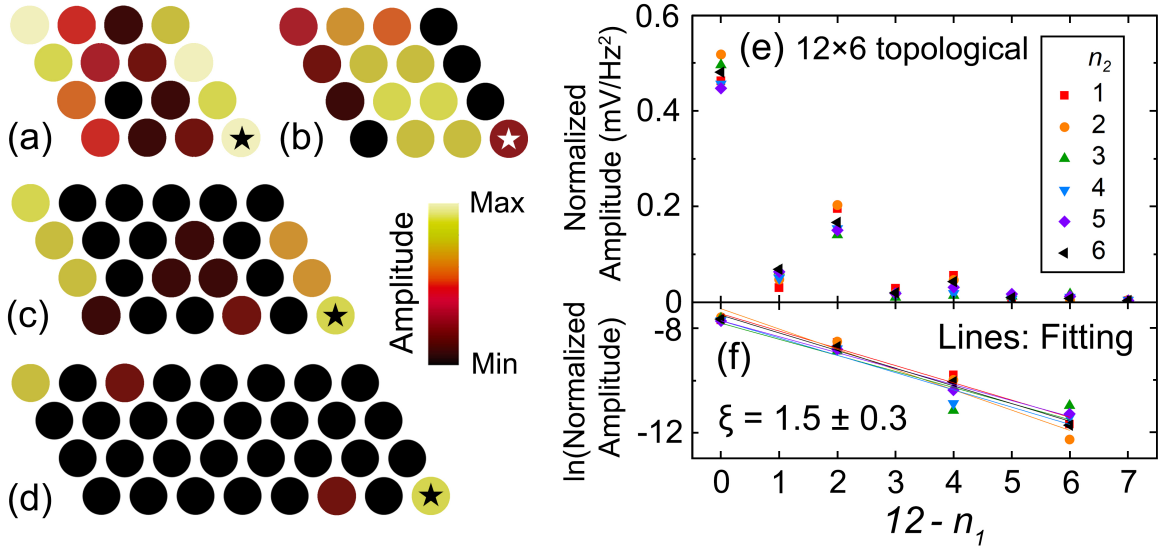 (a)
(b)
(c)
(d)
Max
Amplitude
Min
(e) 12×6 topological
Normalized
Amplitude (mV/Hz²)
0.6
0.4
0.2
0
n₂
1
2
3
4
5
6
(f)
Lines: Fitting
ξ = 1.5 ± 0.3
ln(Normalized
Amplitude)
-8
-12
0 1 2 3 4 5 6 7
12 - n₁